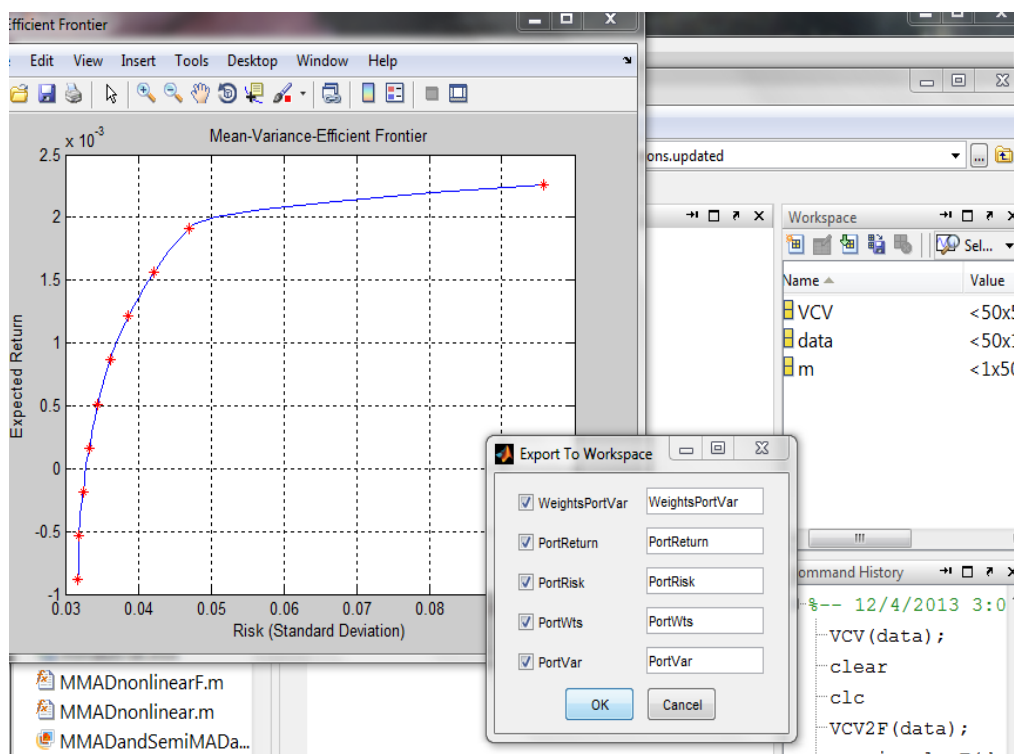 Efficient Frontier
Edit View Insert Tools Desktop Window Help
Mean-Variance-Efficient Frontier
x 10-3
2.5
2
1.5
1
0.5
0
-0.5
-1
Expected Return
0.03 0.04 0.05 0.06 0.07 0.08
Risk (Standard Deviation)
ons.updated
Workspace
Sel...
Name Value
VCV <50x5
data <50x1
m <1x50
Export To Workspace
WeightsPortVar WeightsPortVar
PortReturn PortReturn
PortRisk PortRisk
PortWts PortWts
PortVar PortVar
OK Cancel
ommand History
%-- 12/4/2013 3:0
VCV(data);
clear
clc
VCV2F(data);
MMADnonlinearF.m
MMADnonlinear.m
MMADandSemiMADa...